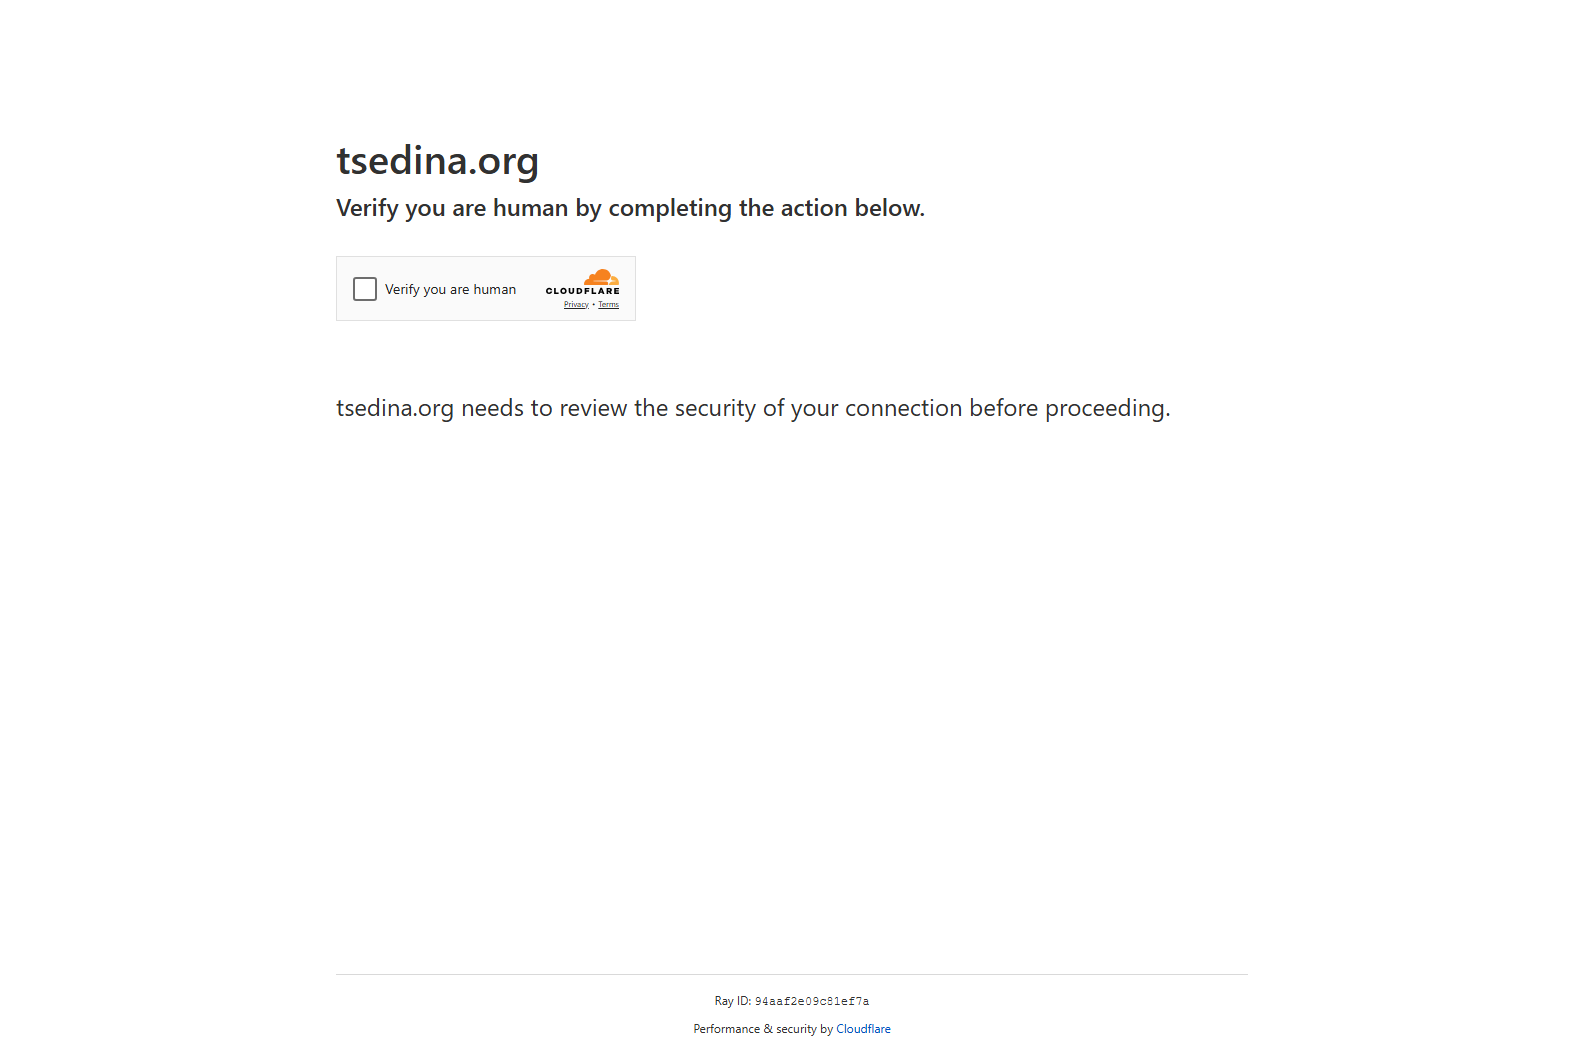 tsedina.org
Verify you are human by completing the action below.
Verify you are human
CLOUDFLARE
Privacy • Terms
tsedina.org needs to review the security of your connection before proceeding.
Ray ID: 94aaf2e09c81ef7a
Performance & security by Cloudflare